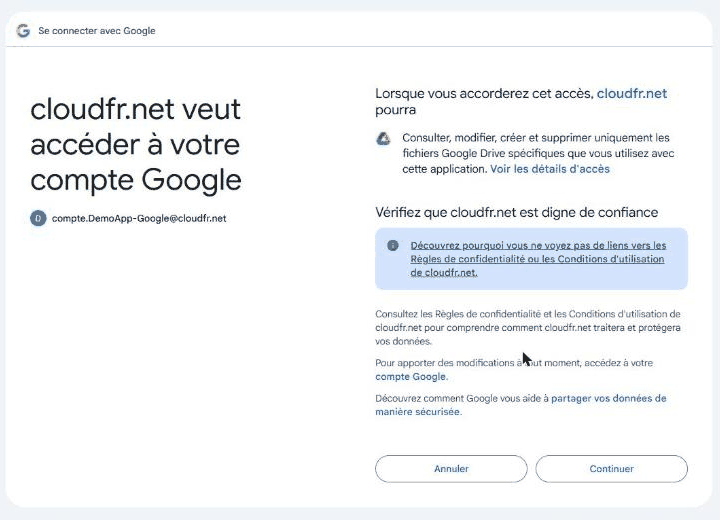 Se connecter avec Google
cloudfr.net veut
accéder à votre
compte Google
D compte.DemoApp-Google@cloudfr.net
Lorsque vous accorderez cet accès, cloudfr.net
pourra
Consulter, modifier, créer et supprimer uniquement les
fichiers Google Drive spécifiques que vous utilisez avec
cette application. Voir les détails d'accès
Vérifiez que cloudfr.net est digne de confiance
Découvrez pourquoi vous ne voyez pas de liens vers les
Règles de confidentialité ou les Conditions d'utilisation
de cloudfr.net.
Consultez les Règles de confidentialité et les Conditions d'utilisation de
cloudfr.net pour comprendre comment cloudfr.net traitera et protégera
vos données.
Pour apporter des modifications à tout moment, accédez à votre
compte Google.
Découvrez comment Google vous aide à partager vos données de
manière sécurisée.
Annuler
Continuer